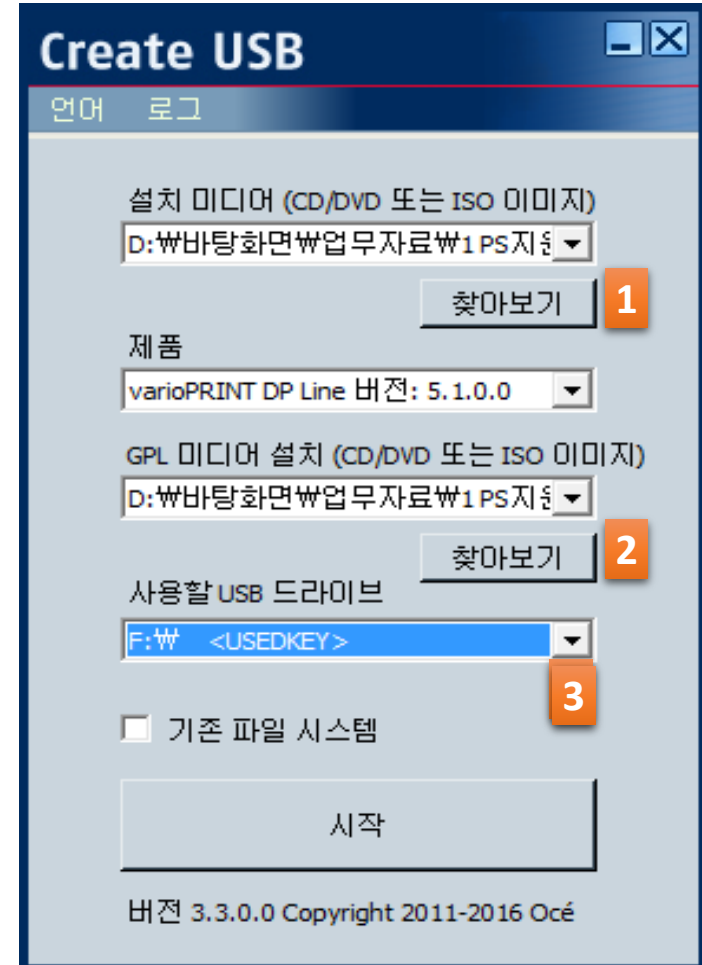 Create USB
언어 로그
설치 미디어 (CD/DVD 또는 ISO 이미지)
D:₩바탕화면₩업무자료₩1 PS지
찾아보기 1
제품
varioPRINT DP Line 버전: 5.1.0.0
GPL 미디어 설치 (CD/DVD 또는 ISO 이미지)
D:₩바탕화면₩업무자료₩1 PS지
찾아보기 2
사용할 USB 드라이브
F:₩ <USEDKEY>
3
기존 파일 시스템
시작
버전 3.3.0.0 Copyright 2011-2016 Océ